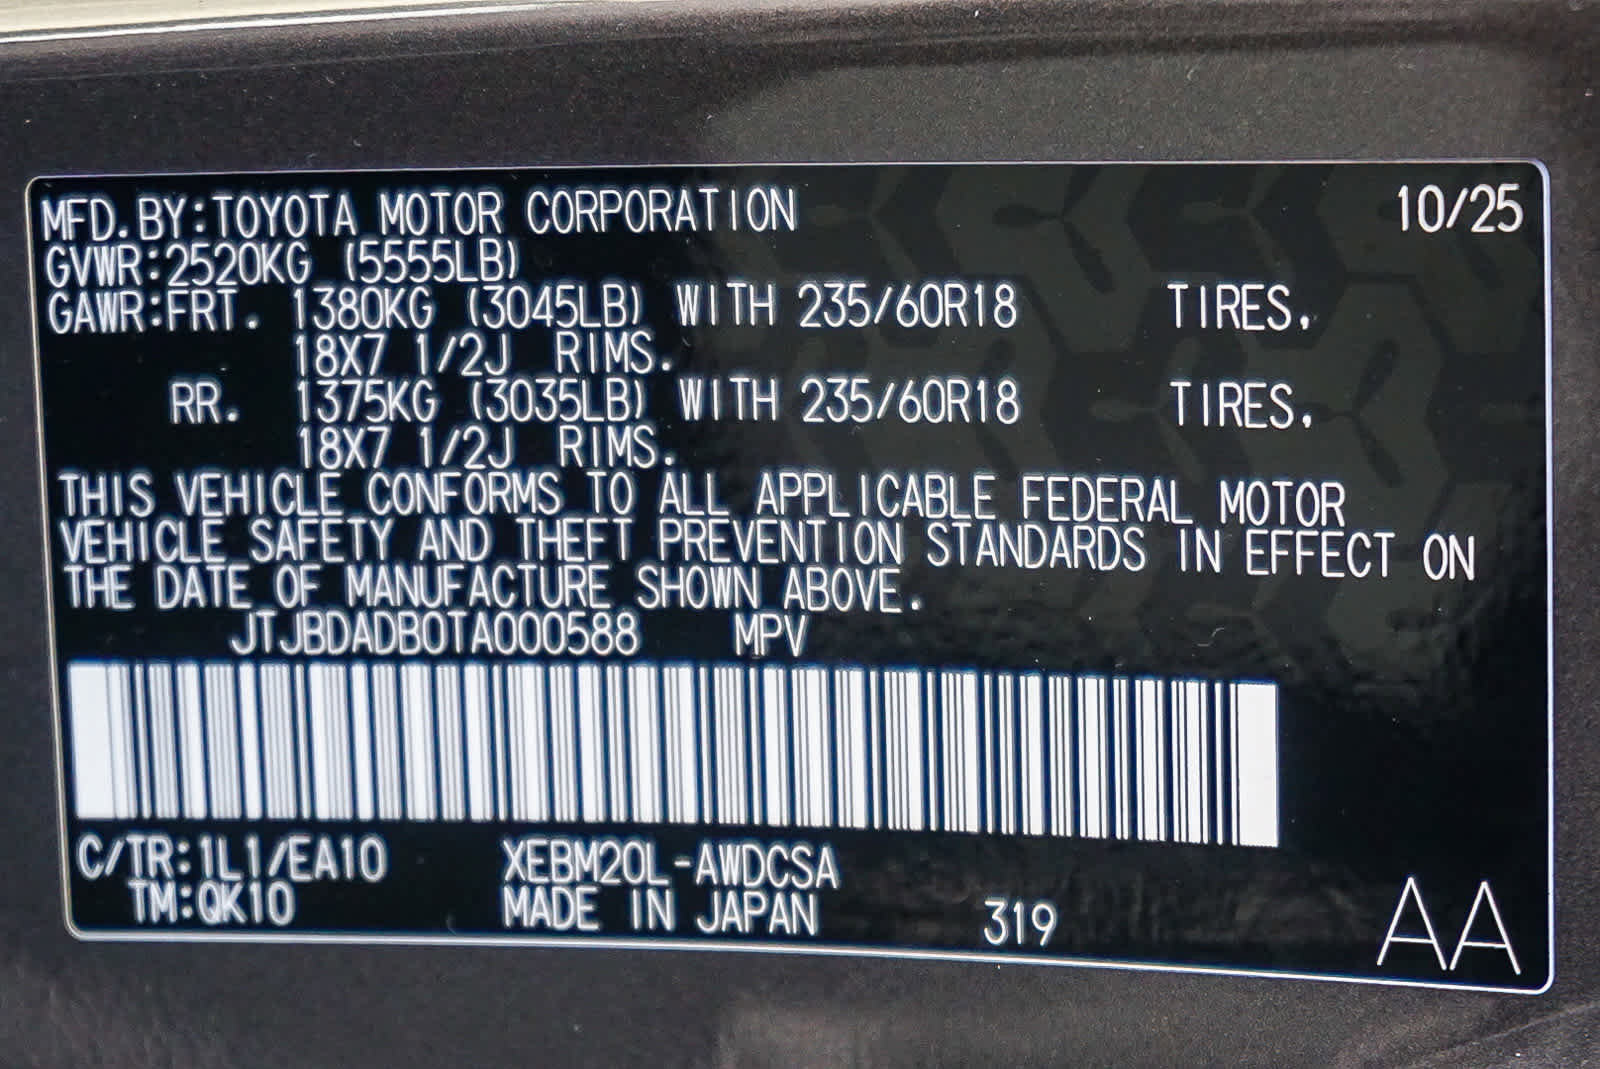 MFD.BY:TOYOTA MOTOR CORPORATION 10/25
GVWR:2520KG (5555LB)
GAWR:FRT. 1380KG (3045LB) WITH 235/60R18 TIRES,
18X7 1/2J RIMS.
RR. 1375KG (3035LB) WITH 235/60R18 TIRES,
18X7 1/2J RIMS.
THIS VEHICLE CONFORMS TO ALL APPLICABLE FEDERAL MOTOR
VEHICLE SAFETY AND THEFT PREVENTION STANDARDS IN EFFECT ON
THE DATE OF MANUFACTURE SHOWN ABOVE.
JTJBDADB0TA000588 MPV
C/TR:1L1/EA10 XEBM20L-AWDCSA
TM:QK10 MADE IN JAPAN 319 AA